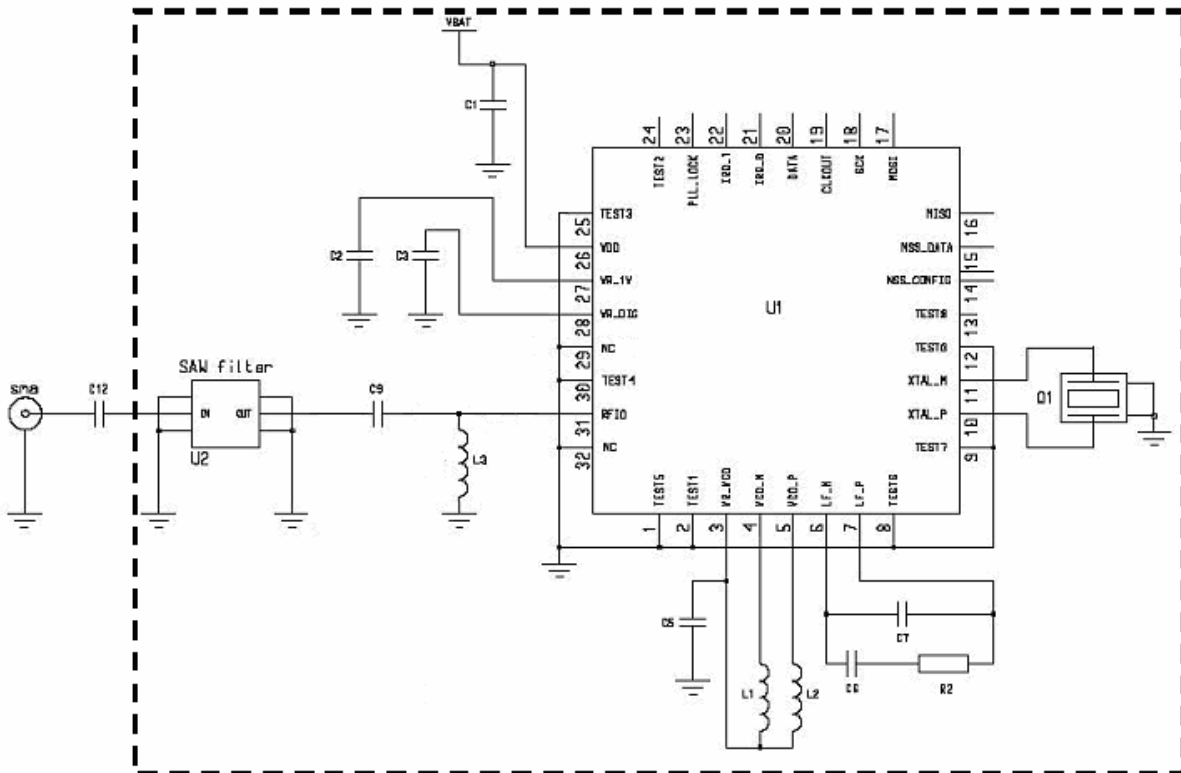 VBAT
C1
24 23 22 21 20 19 18 17
TEST2 PLL_LOCK IRQ_1 IRQ_0 DATA CLKOUT SCK MOSI
TEST3
25
VDD
26
VR_1V
27
VR_DIG
28
NC
29
TEST4
30
RFIO
31
NC
32
MISO
16
NSS_DATA
15
NSS_CONFIG
14
TEST8
13
12
XTAL_M
11
XTAL_P
10
TEST7
9
U1
C2
C3
SAW filter
sma
C12
IN OUT
U2
C9
L3
Q1
TEST5 TEST1 VR_VCO VCO_M VCO_P LF_M LF_P
1 2 3 4 5 6 7 8
C5
L1
L2
C7
C6
R2